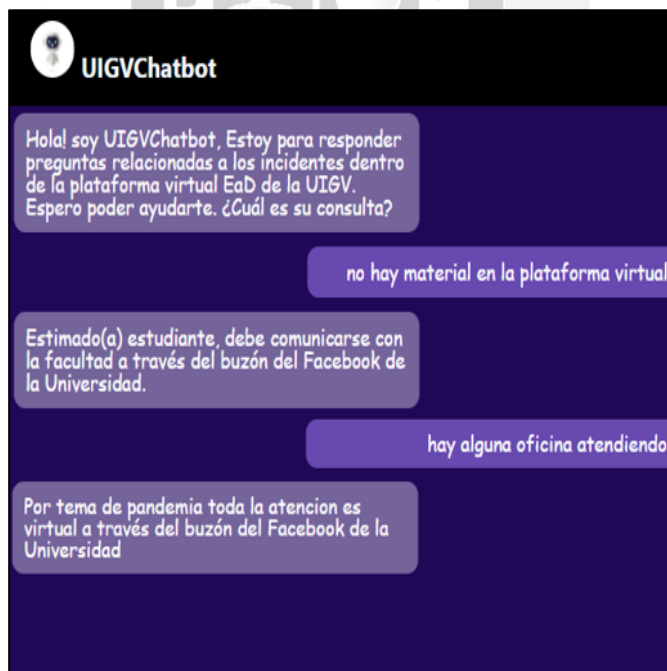 UIGVChatbot
Hola! soy UIGVChatbot, Estoy para responder
preguntas relacionadas a los incidentes dentro
de la plataforma virtual EaD de la UIGV.
Espero poder ayudarte. ¿Cuál es su consulta?
no hay material en la plataforma virtual
Estimado(a) estudiante, debe comunicarse con
la facultad a través del buzón del Facebook de
la Universidad.
hay alguna oficina atendiendo
Por tema de pandemia toda la atencion es
virtual a través del buzón del Facebook de la
Universidad